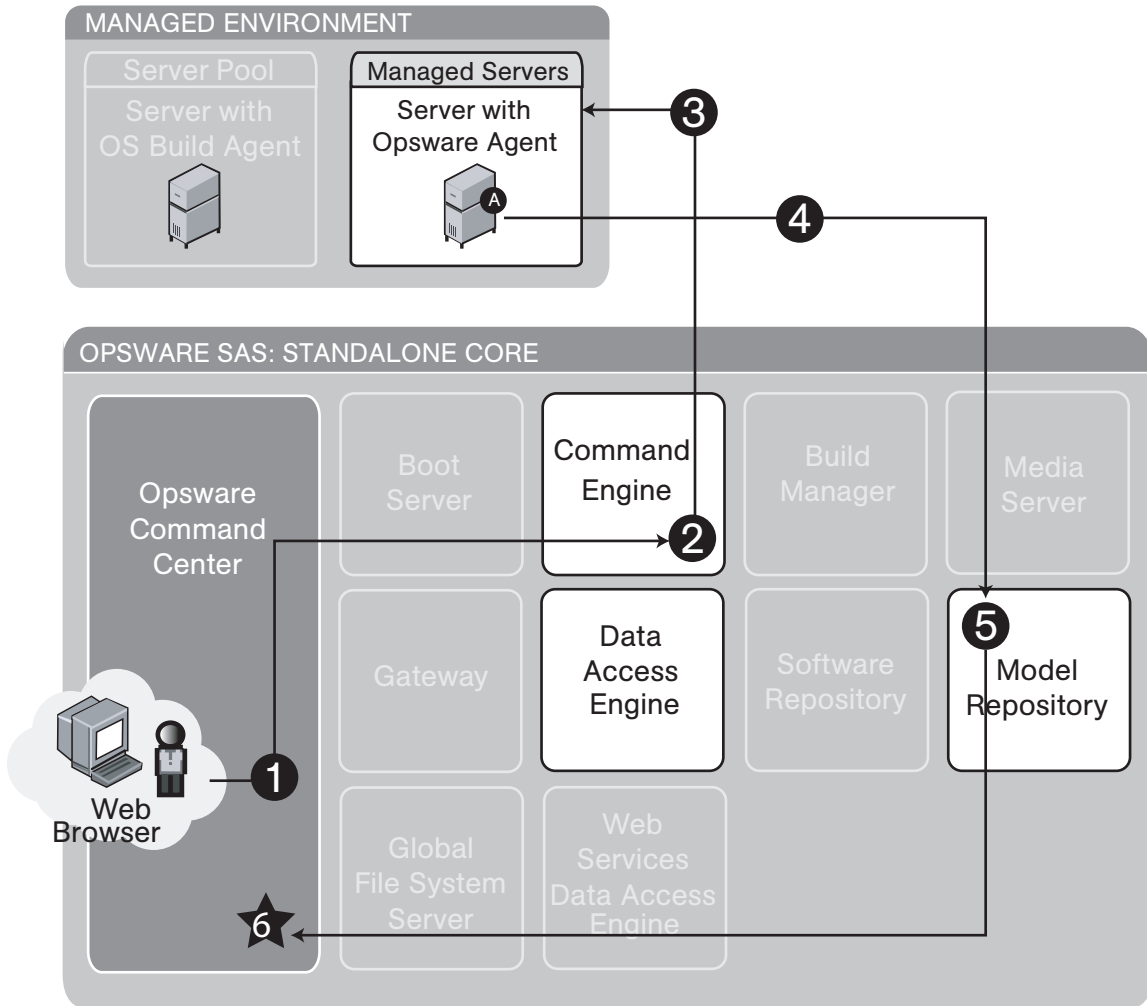 MANAGED ENVIRONMENT
Server Pool
Server with
OS Build Agent
Managed Servers
Server with
Opsware Agent
A
3
4
OPSWARE SAS: STANDALONE CORE
Opsware
Command
Center
Boot
Server
Command
Engine
2
Build
Manager
Media
Server
Gateway
Data
Access
Engine
Software
Repository
5
Model
Repository
1
Web
Browser
Global
File System
Server
Web
Services
Data Access
Engine
6